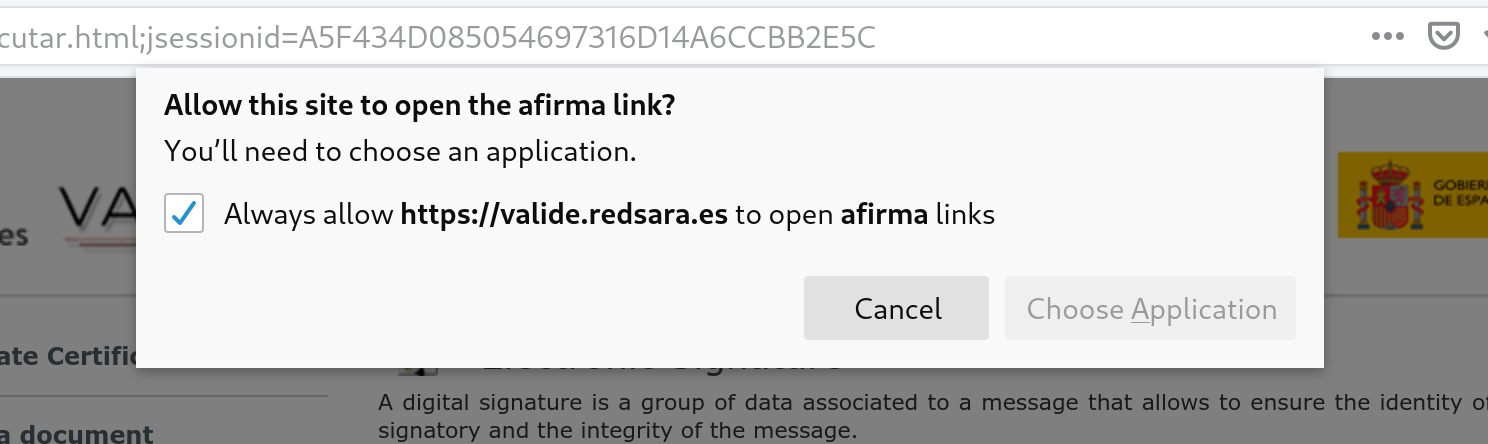 cutar.html;jsessionid=A5F434D085054697316D14A6CCBB2E5C
Allow this site to open the afirma link?
You’ll need to choose an application.
VA
GOBIER
DE ESPA
es
Always allow https://valide.redsara.es to open afirma links
Cancel
Choose Application
ate Certific
Electronic Signature
A digital signature is a group of data associated to a message that allows to ensure the identity of
signatory and the integrity of the message.
a document